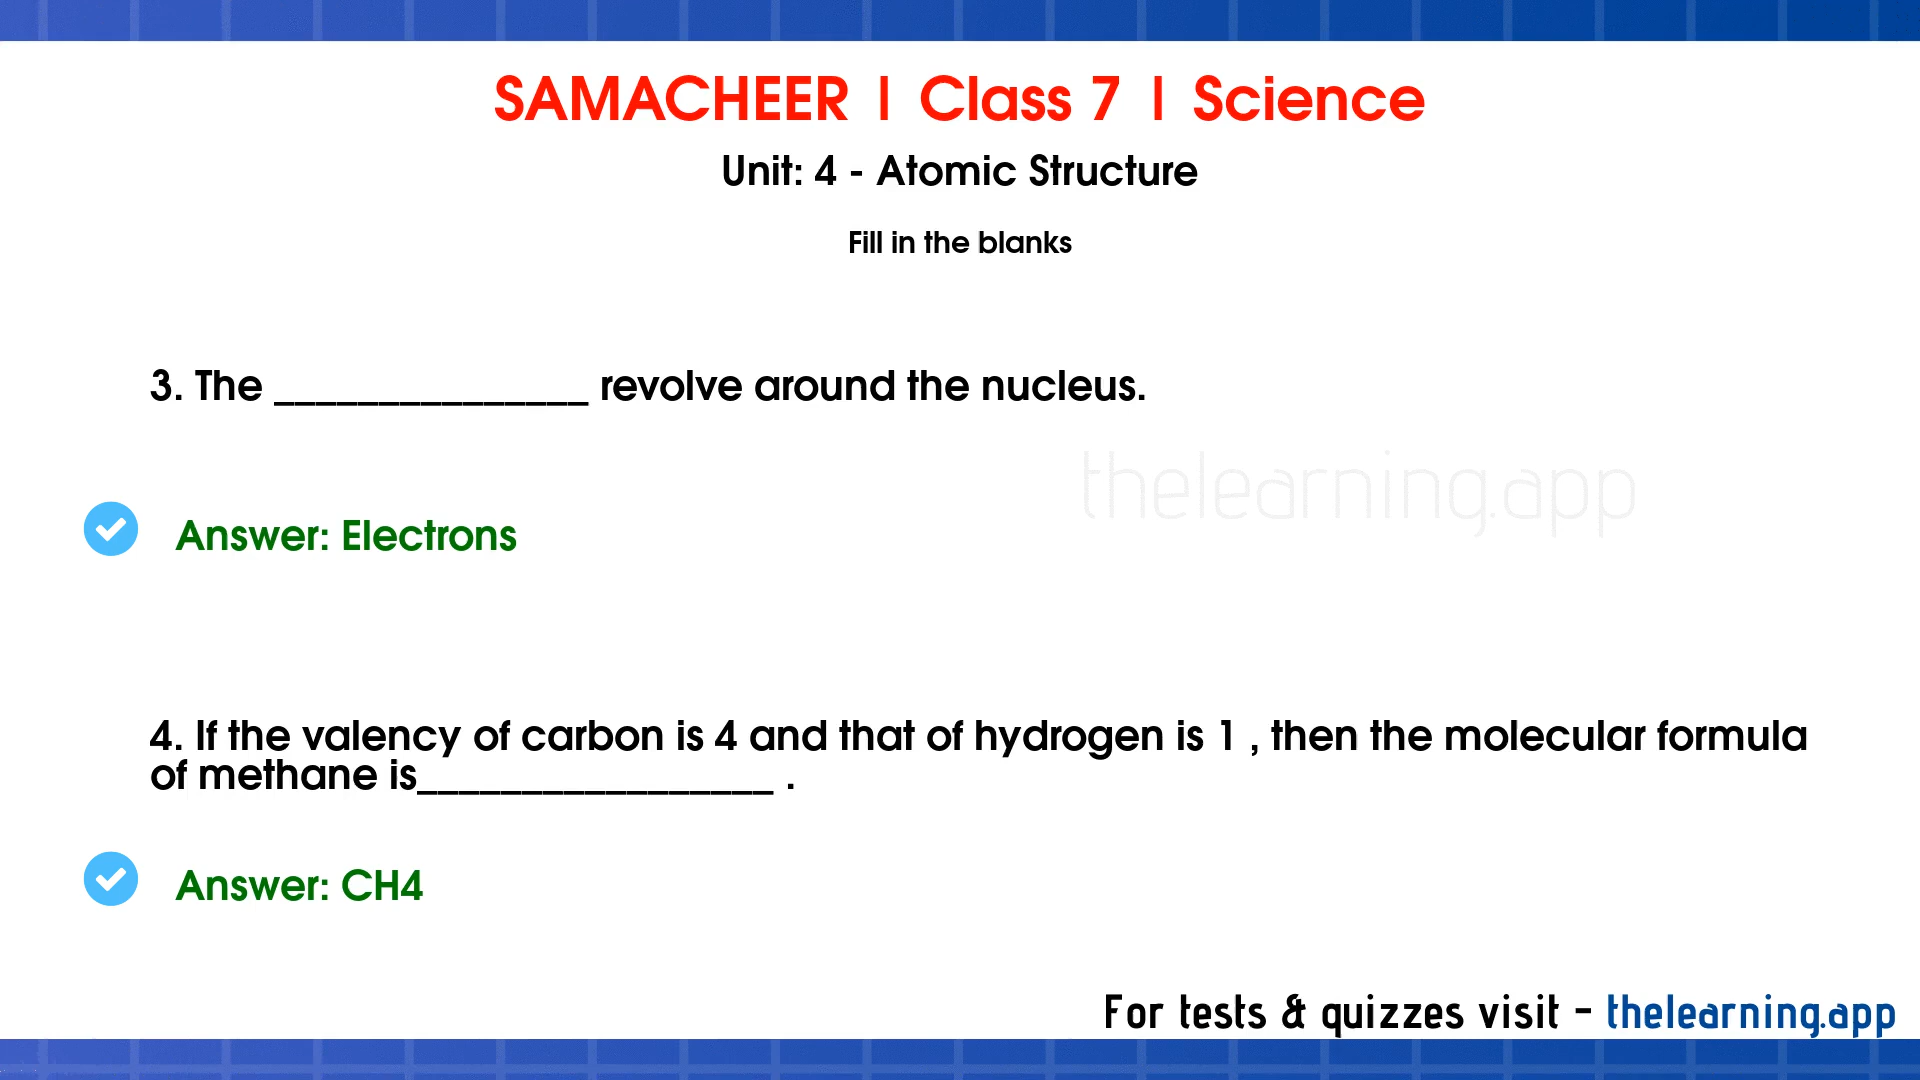 SAMACHEER | Class 7 | Science
Unit: 4 - Atomic Structure
Fill in the blanks
3. The _______________ revolve around the nucleus.
thelearning.app
Answer: Electrons
4. If the valency of carbon is 4 and that of hydrogen is 1 , then the molecular formula
of methane is_________________ .
Answer: CH4
For tests & quizzes visit - thelearning.app